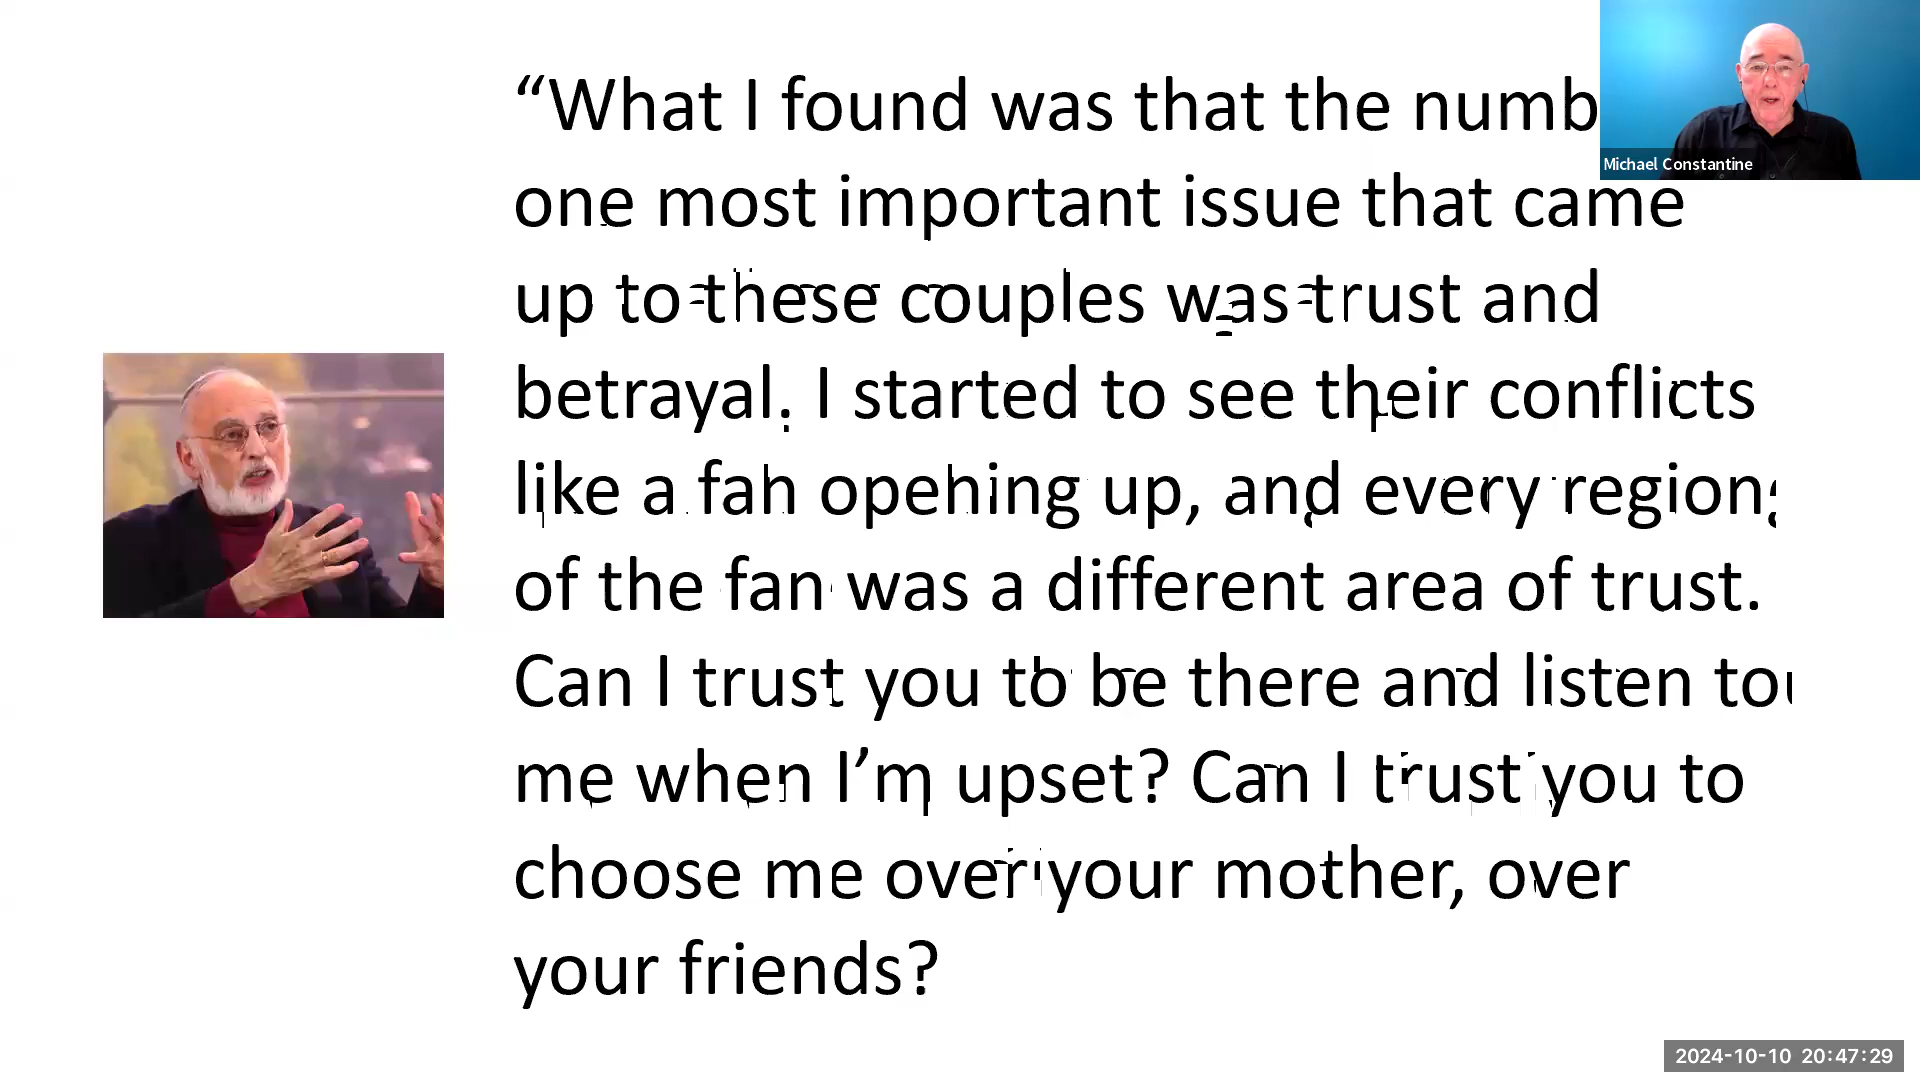 “What I found was that the numb
one most important issue that came
up to these couples was trust and
betrayal. I started to see their conflicts
like a fan opening up, and every region
of the fan was a different area of trust.
Can I trust you to be there and listen to
me when I’m upset? Can I trust you to
choose me over your mother, over
your friends?
Michael Constantine
2024-10-10 20:47:29